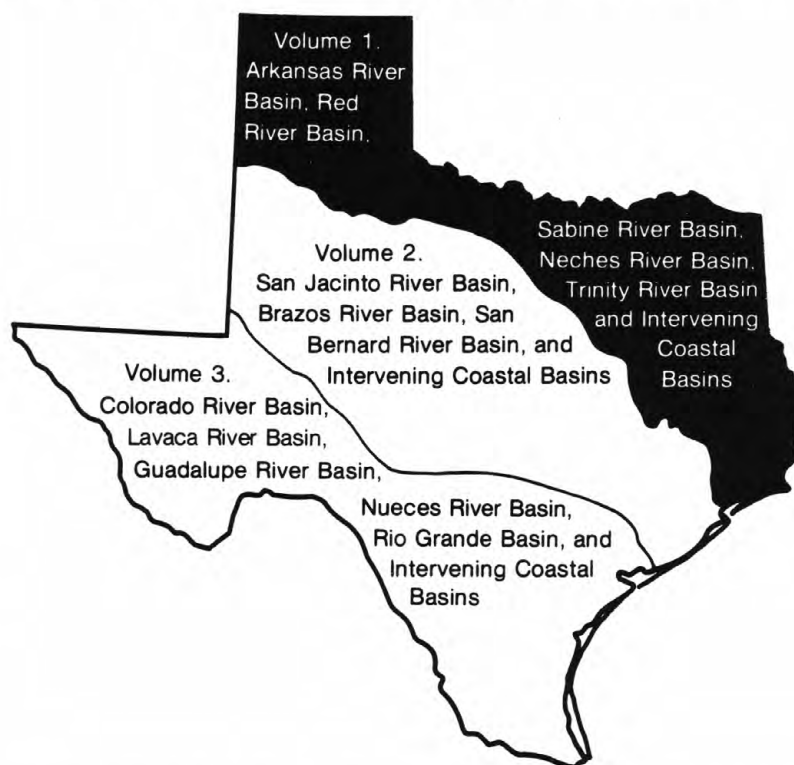 Volume 1.
Arkansas River
Basin, Red
River Basin,
Sabine River Basin,
Neches River Basin,
Trinity River Basin
and Intervening
Coastal
Basins
Volume 2.
San Jacinto River Basin,
Brazos River Basin, San
Bernard River Basin, and
Intervening Coastal Basins
Volume 3.
Colorado River Basin,
Lavaca River Basin,
Guadalupe River Basin,
Nueces River Basin,
Rio Grande Basin, and
Intervening Coastal
Basins